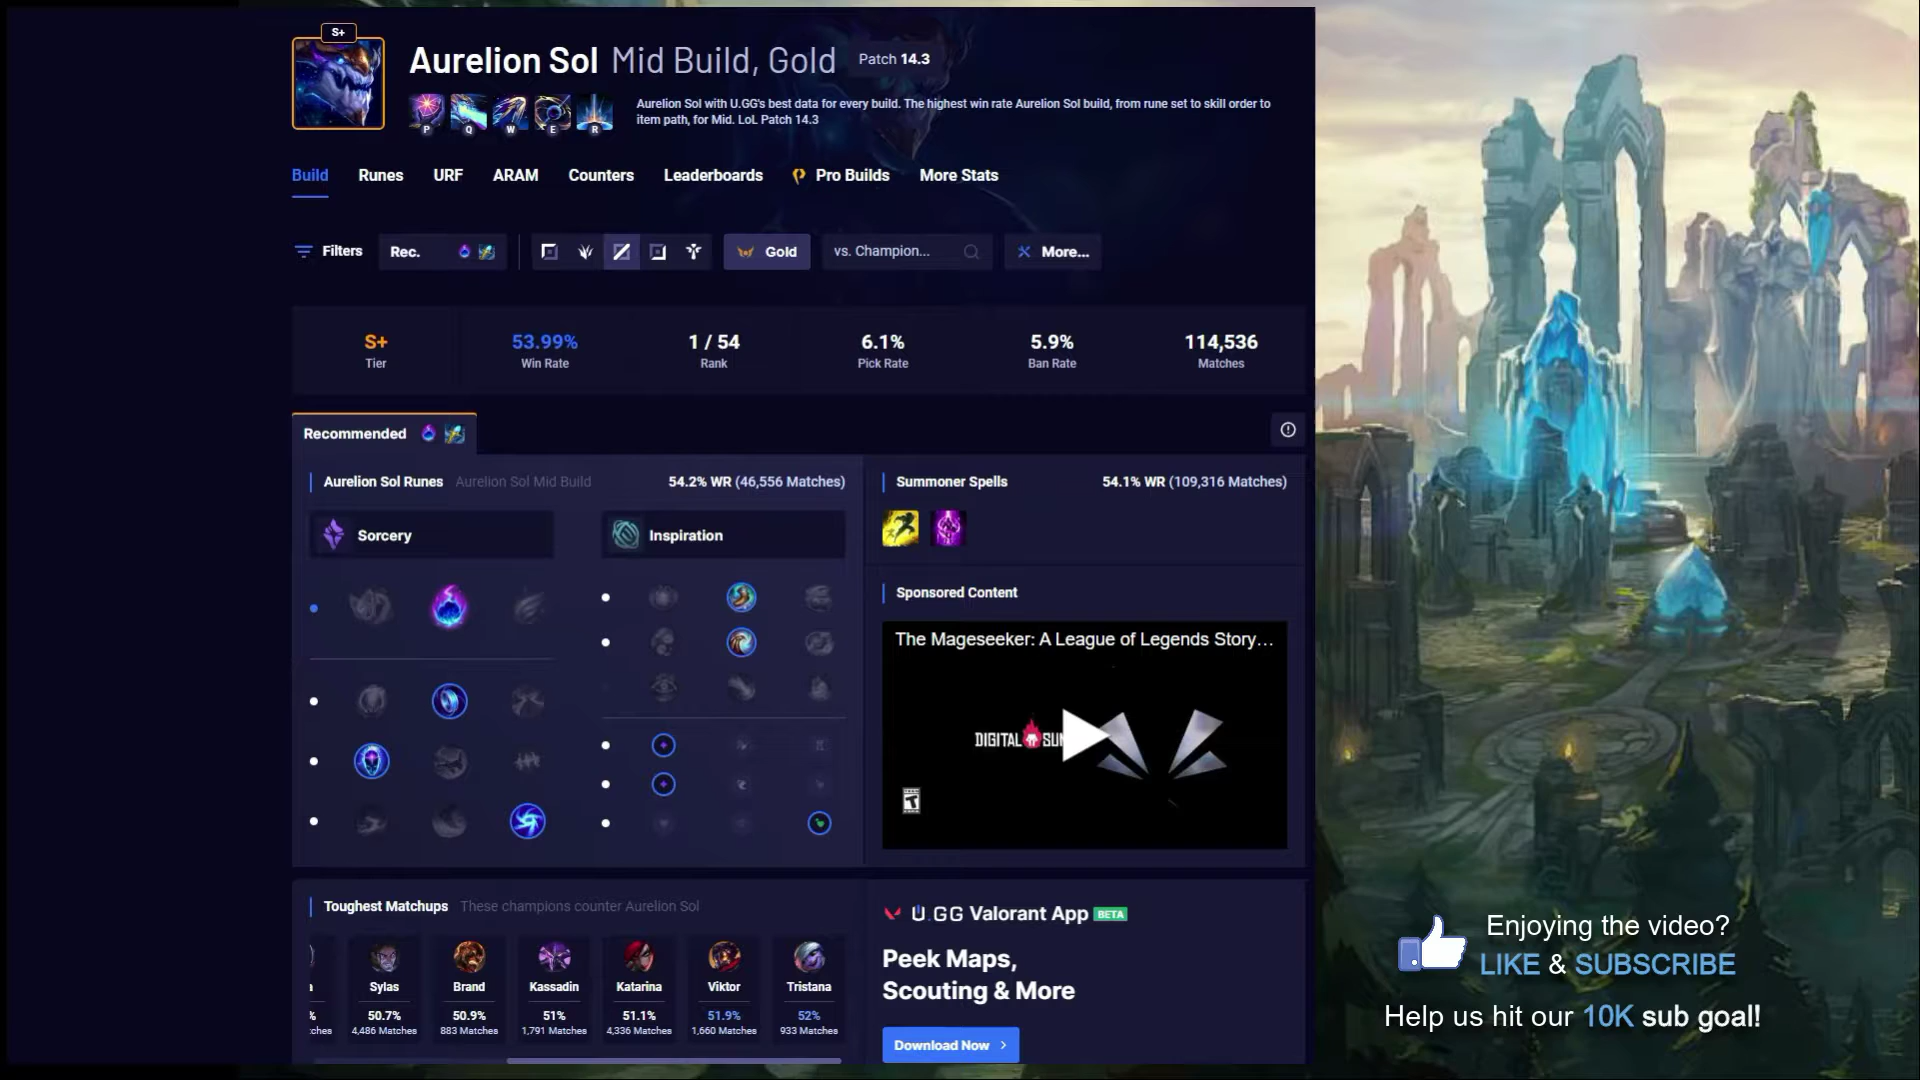 S+
Aurelion Sol Mid Build, Gold Patch 14.3
P Q W E R
Aurelion Sol with U.GG's best data for every build. The highest win rate Aurelion Sol build, from rune set to skill order to
item path, for Mid. LoL Patch 14.3
Build Runes URF ARAM Counters Leaderboards Pro Builds More Stats
Filters Rec. Gold vs. Champion... More...
S+ 53.99% 1 / 54 6.1% 5.9% 114,536
Tier Win Rate Rank Pick Rate Ban Rate Matches
Recommended
Aurelion Sol Runes Aurelion Sol Mid Build 54.2% WR (46,556 Matches)
Sorcery Inspiration
Summoner Spells 54.1% WR (109,316 Matches)
Sponsored Content
The Mageseeker: A League of Legends Story...
DIGITAL SUN
T
Toughest Matchups These champions counter Aurelion Sol
a Sylas Brand Kassadin Katarina Viktor Tristana
% 50.7% 50.9% 51% 51.1% 51.9% 52%
ches 4,486 Matches 883 Matches 1,791 Matches 4,336 Matches 1,660 Matches 933 Matches
U.GG Valorant App BETA
Peek Maps,
Scouting & More
Download Now
Enjoying the video?
LIKE & SUBSCRIBE
Help us hit our 10K sub goal!